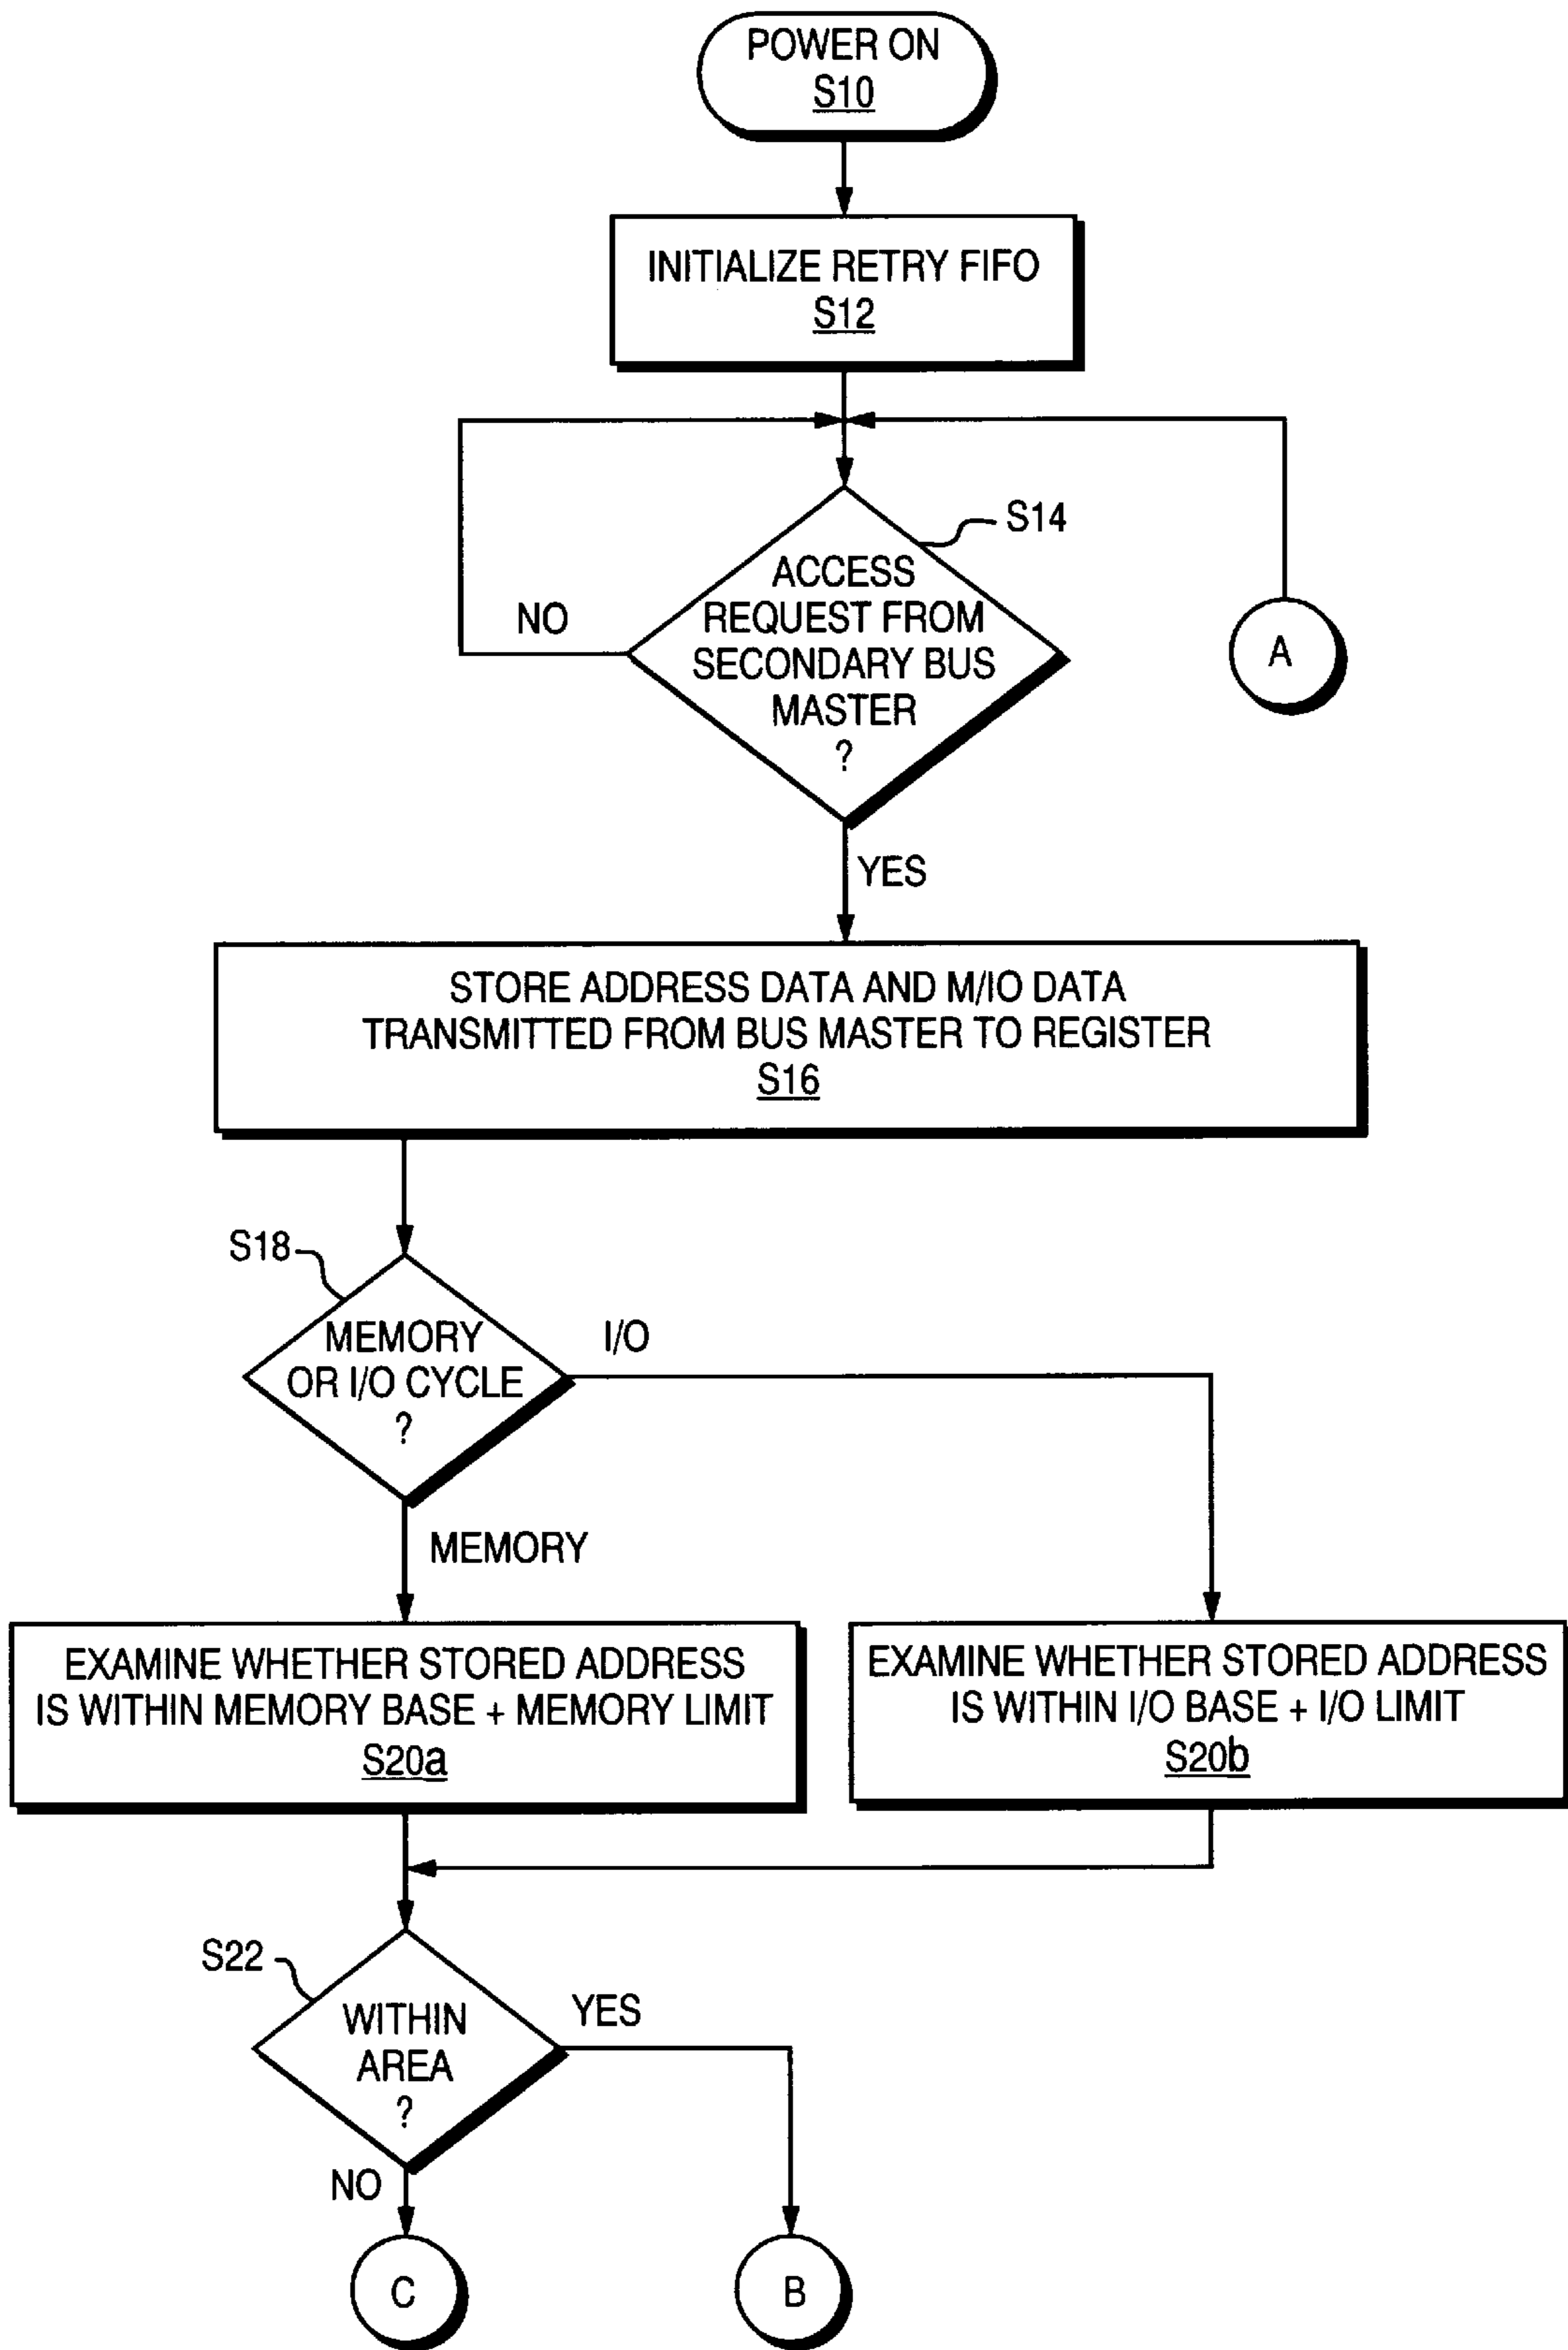 POWER ON
S10
INITIALIZE RETRY FIFO
S12
S14
ACCESS
REQUEST FROM
SECONDARY BUS
MASTER
?
NO
A
YES
STORE ADDRESS DATA AND M/IO DATA
TRANSMITTED FROM BUS MASTER TO REGISTER
S16
S18
MEMORY
OR I/O CYCLE
?
I/O
MEMORY
EXAMINE WHETHER STORED ADDRESS
IS WITHIN MEMORY BASE + MEMORY LIMIT
S20a
EXAMINE WHETHER STORED ADDRESS
IS WITHIN I/O BASE + I/O LIMIT
S20b
S22
WITHIN
AREA
?
YES
NO
C
B